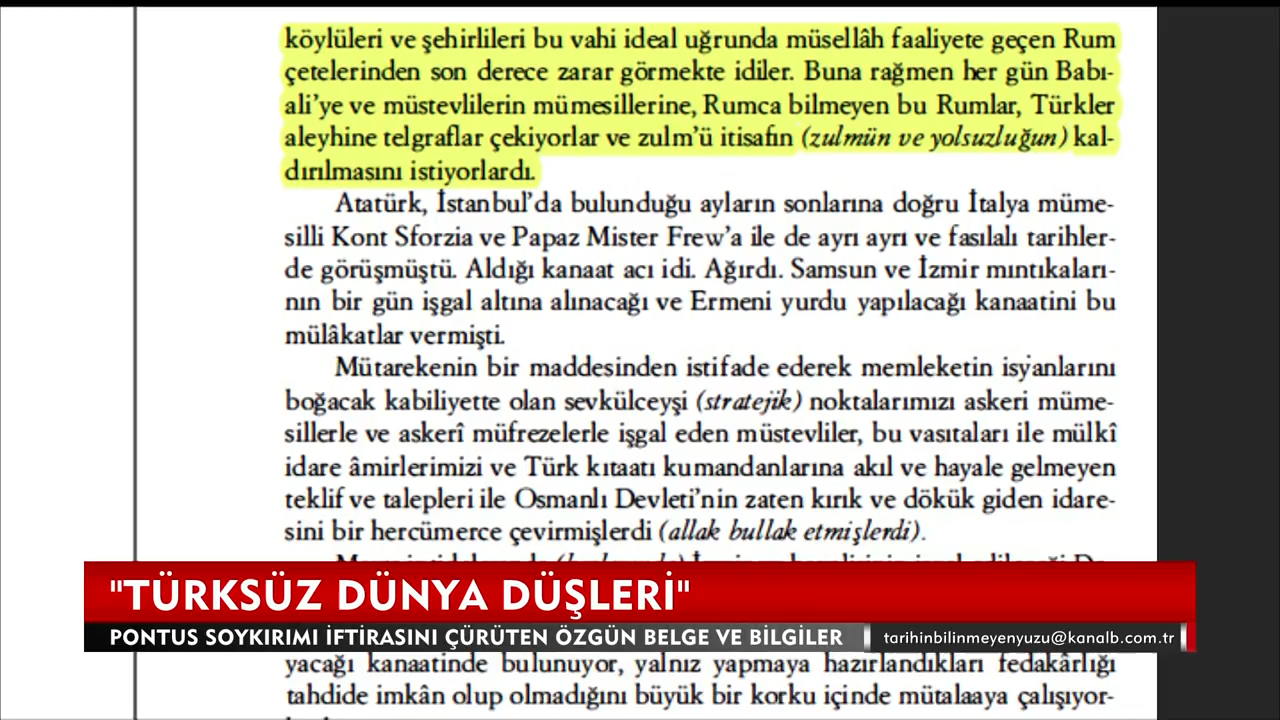 köylüleri ve şehirlileri bu vahi ideal uğrunda müsellâh faaliyete geçen Rum
çetelerinden son derece zarar görmekte idiler. Buna rağmen her gün Babı-
ali’ye ve müstevlilerin mümesillerine, Rumca bilmeyen bu Rumlar, Türkler
aleyhine telgraflar çekiyorlar ve zulm’ü itisafın (zulmün ve yolsuzluğun) kal-
dırılmasını istiyorlardı.
Atatürk, İstanbul’da bulunduğu ayların sonlarına doğru İtalya müme-
silli Kont Sforzia ve Papaz Mister Frew’a ile de ayrı ayrı ve fasılalı tarihler-
de görüşmüştü. Aldığı kanaat acı idi. Ağırdı. Samsun ve İzmir mıntıkaları-
nın bir gün işgal altına alınacağı ve Ermeni yurdu yapılacağı kanaatini bu
mülâkatlar vermişti.
Mütarekenin bir maddesinden istifade ederek memleketin isyanlarını
boğacak kabiliyette olan sevkülceyşi (stratejik) noktalarımızı askeri müme-
sillerle ve askerî müfrezelerle işgal eden müstevliler, bu vasıtaları ile mülkî
idare âmirlerimizi ve Türk kıtaatı kumandanlarına akıl ve hayale gelmeyen
teklif ve talepleri ile Osmanlı Devleti’nin zaten kırık ve dökük giden idare-
sini bir hercümerce çevirmişlerdi (allak bullak etmişlerdi).
"TÜRKSÜZ DÜNYA DÜŞLERİ"
PONTUS SOYKIRIMI İFTİRASINI ÇÜRÜTEN ÖZGÜN BELGE VE BİLGİLER
tarihinbilinmeyenyuzu@kanalb.com.tr
yacağı kanaatinde bulunuyor, yalnız yapmaya hazırlandıkları fedakârlığı
tahdide imkân olup olmadığını büyük bir korku içinde mütalaaya çalışıyor-